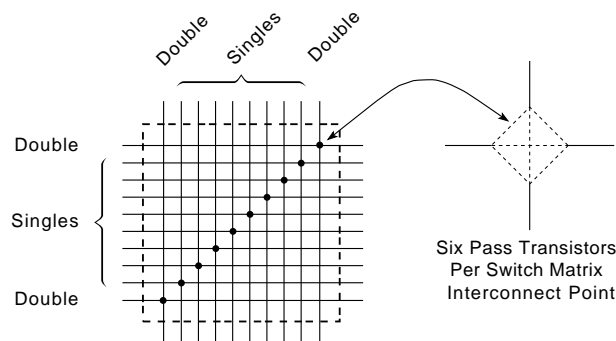 Double
Singles
Double
Double
Singles
Double
Six Pass Transistors
Per Switch Matrix
Interconnect Point